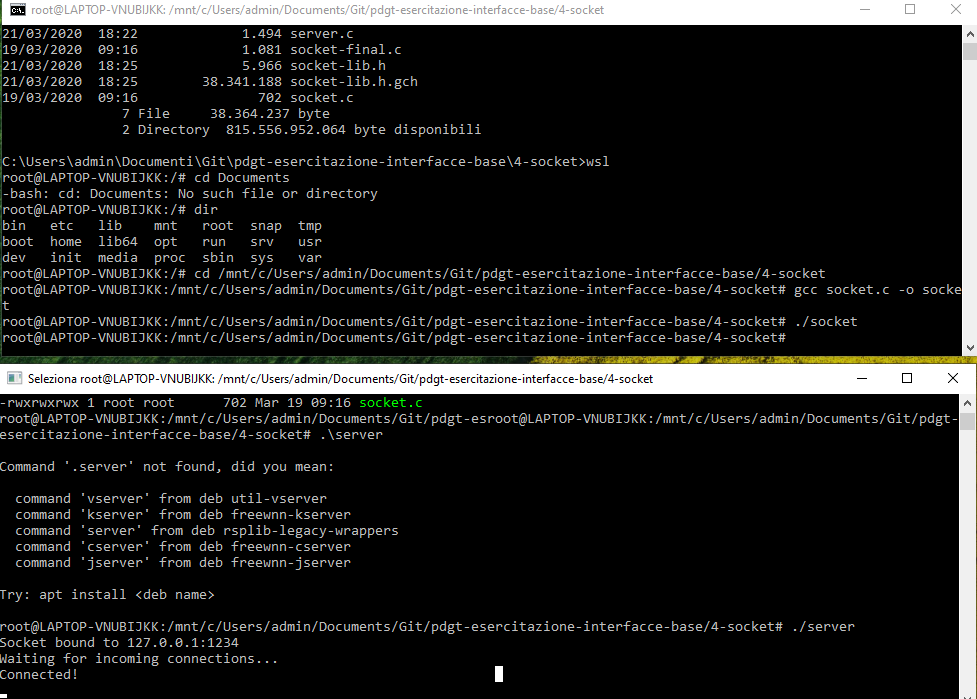 root@LAPTOP-VNUBIJKK: /mnt/c/Users/admin/Documents/Git/pdgt-esercitazione-interfacce-base/4-socket
21/03/2020  18:22             1.494 server.c
19/03/2020  09:16             1.081 socket-final.c
21/03/2020  18:25             5.966 socket-lib.h
21/03/2020  18:25        38.341.188 socket-lib.h.gch
19/03/2020  09:16               702 socket.c
               7 File     38.364.237 byte
               2 Directory  815.556.952.064 byte disponibili
C:\Users\admin\Documenti\Git\pdgt-esercitazione-interfacce-base\4-socket>wsl
root@LAPTOP-VNUBIJKK:/# cd Documents
-bash: cd: Documents: No such file or directory
root@LAPTOP-VNUBIJKK:/# dir
bin   etc   lib    mnt   root  snap  tmp
boot  home  lib64  opt   run   srv   usr
dev   init  media  proc  sbin  sys   var
root@LAPTOP-VNUBIJKK:/# cd /mnt/c/Users/admin/Documents/Git/pdgt-esercitazione-interfacce-base/4-socket
root@LAPTOP-VNUBIJKK:/mnt/c/Users/admin/Documents/Git/pdgt-esercitazione-interfacce-base/4-socket# gcc socket.c -o socke
t
root@LAPTOP-VNUBIJKK:/mnt/c/Users/admin/Documents/Git/pdgt-esercitazione-interfacce-base/4-socket# ./socket
root@LAPTOP-VNUBIJKK:/mnt/c/Users/admin/Documents/Git/pdgt-esercitazione-interfacce-base/4-socket#
Seleziona root@LAPTOP-VNUBIJKK: /mnt/c/Users/admin/Documents/Git/pdgt-esercitazione-interfacce-base/4-socket
-rwxrwxrwx 1 root root      702 Mar 19 09:16 socket.c
root@LAPTOP-VNUBIJKK:/mnt/c/Users/admin/Documents/Git/pdgt-esroot@LAPTOP-VNUBIJKK:/mnt/c/Users/admin/Documents/Git/pdgt-
esercitazione-interfacce-base/4-socket# .\server
Command '.server' not found, did you mean:
  command 'vserver' from deb util-vserver
  command 'kserver' from deb freewnn-kserver
  command 'server' from deb rsplib-legacy-wrappers
  command 'cserver' from deb freewnn-cserver
  command 'jserver' from deb freewnn-jserver
Try: apt install <deb name>
root@LAPTOP-VNUBIJKK:/mnt/c/Users/admin/Documents/Git/pdgt-esercitazione-interfacce-base/4-socket# ./server
Socket bound to 127.0.0.1:1234
Waiting for incoming connections...
Connected!